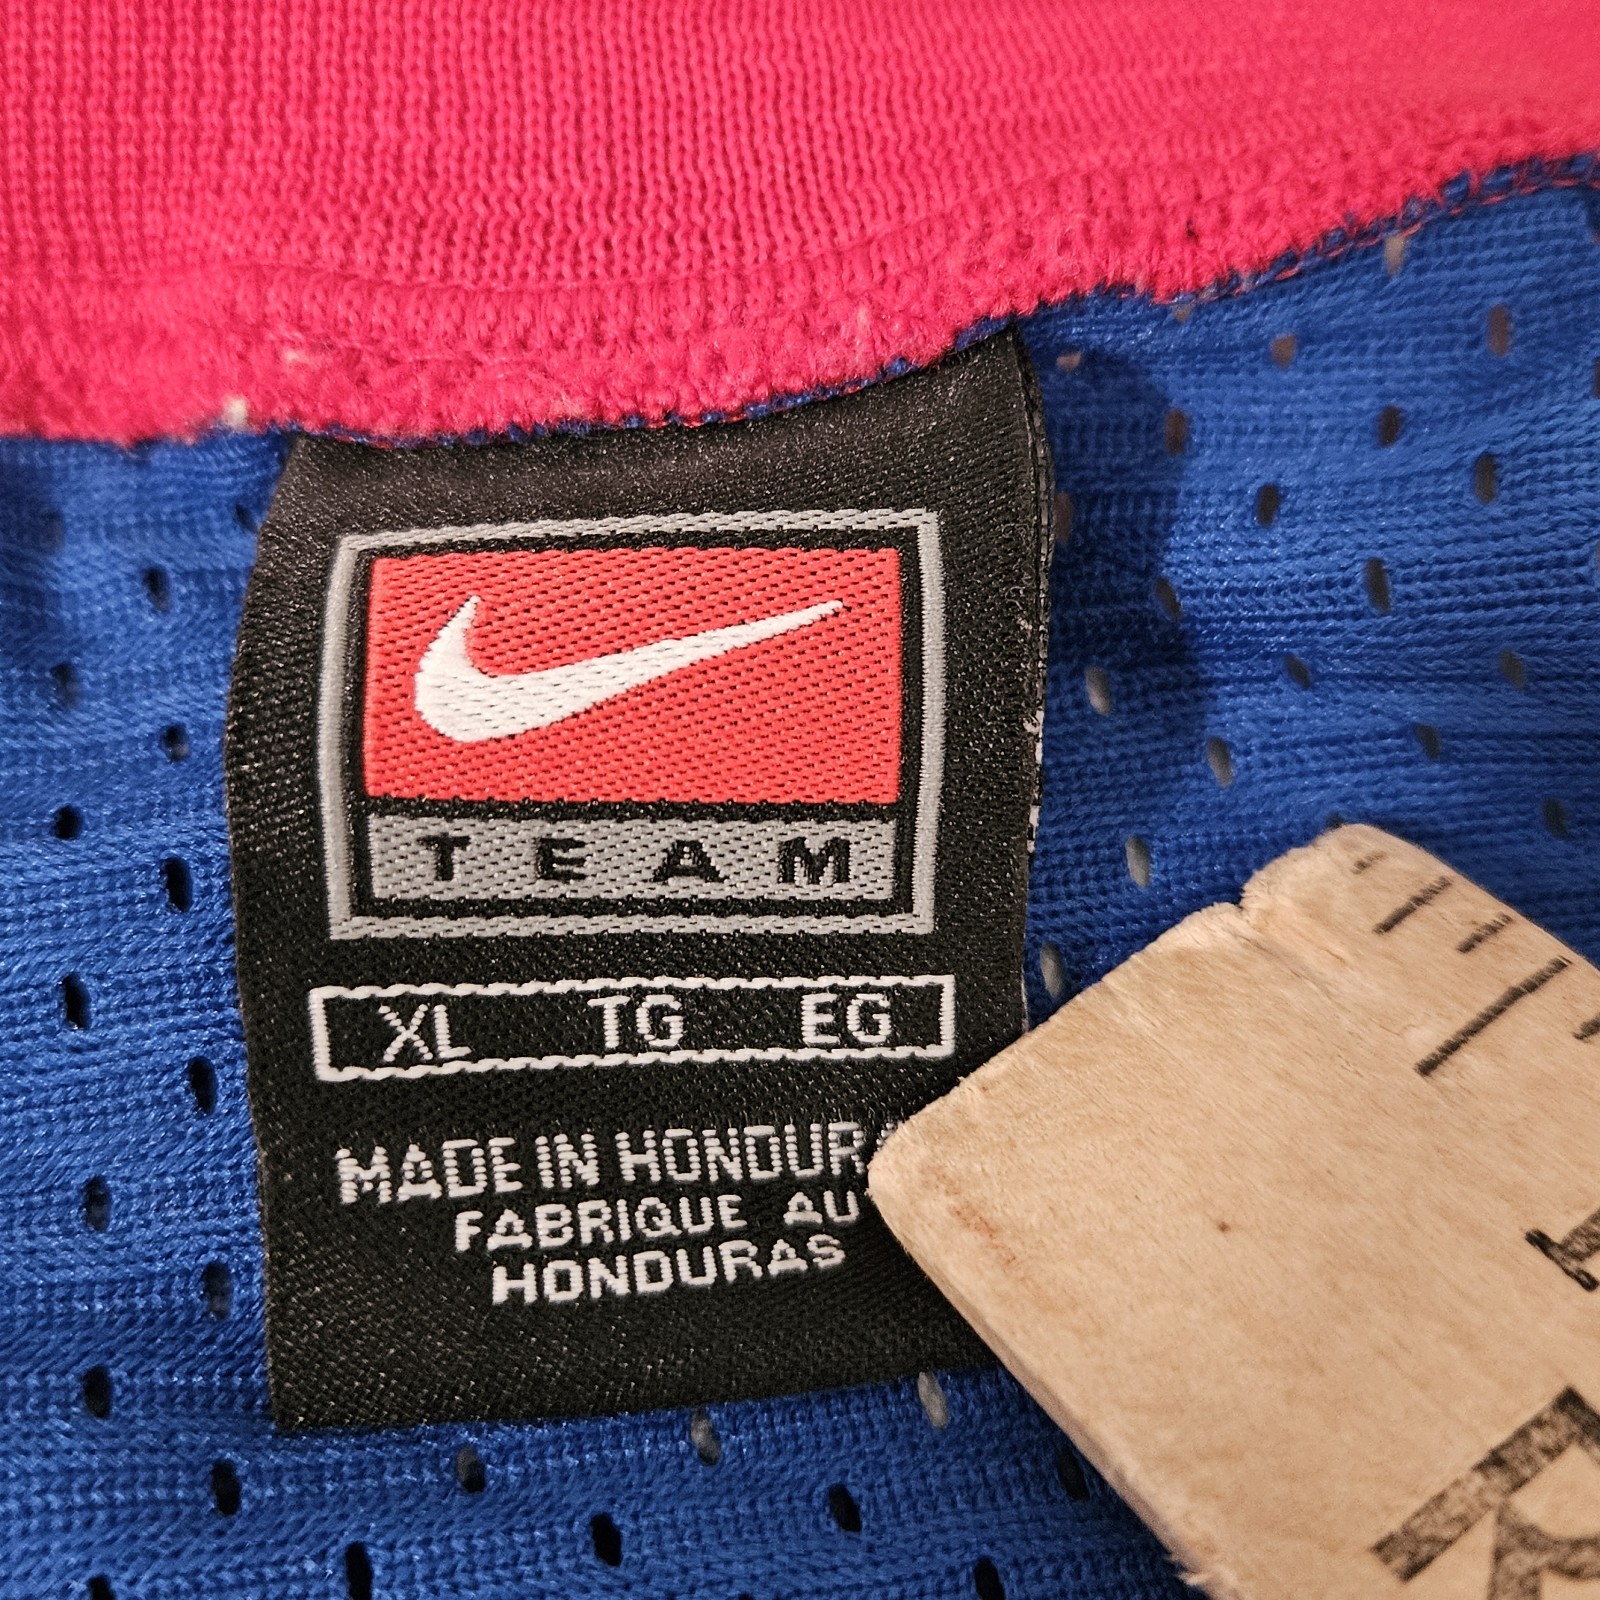 TEAM
XL TG EG
MADE IN HONDUR
FABRIQUE AU
HONDURAS